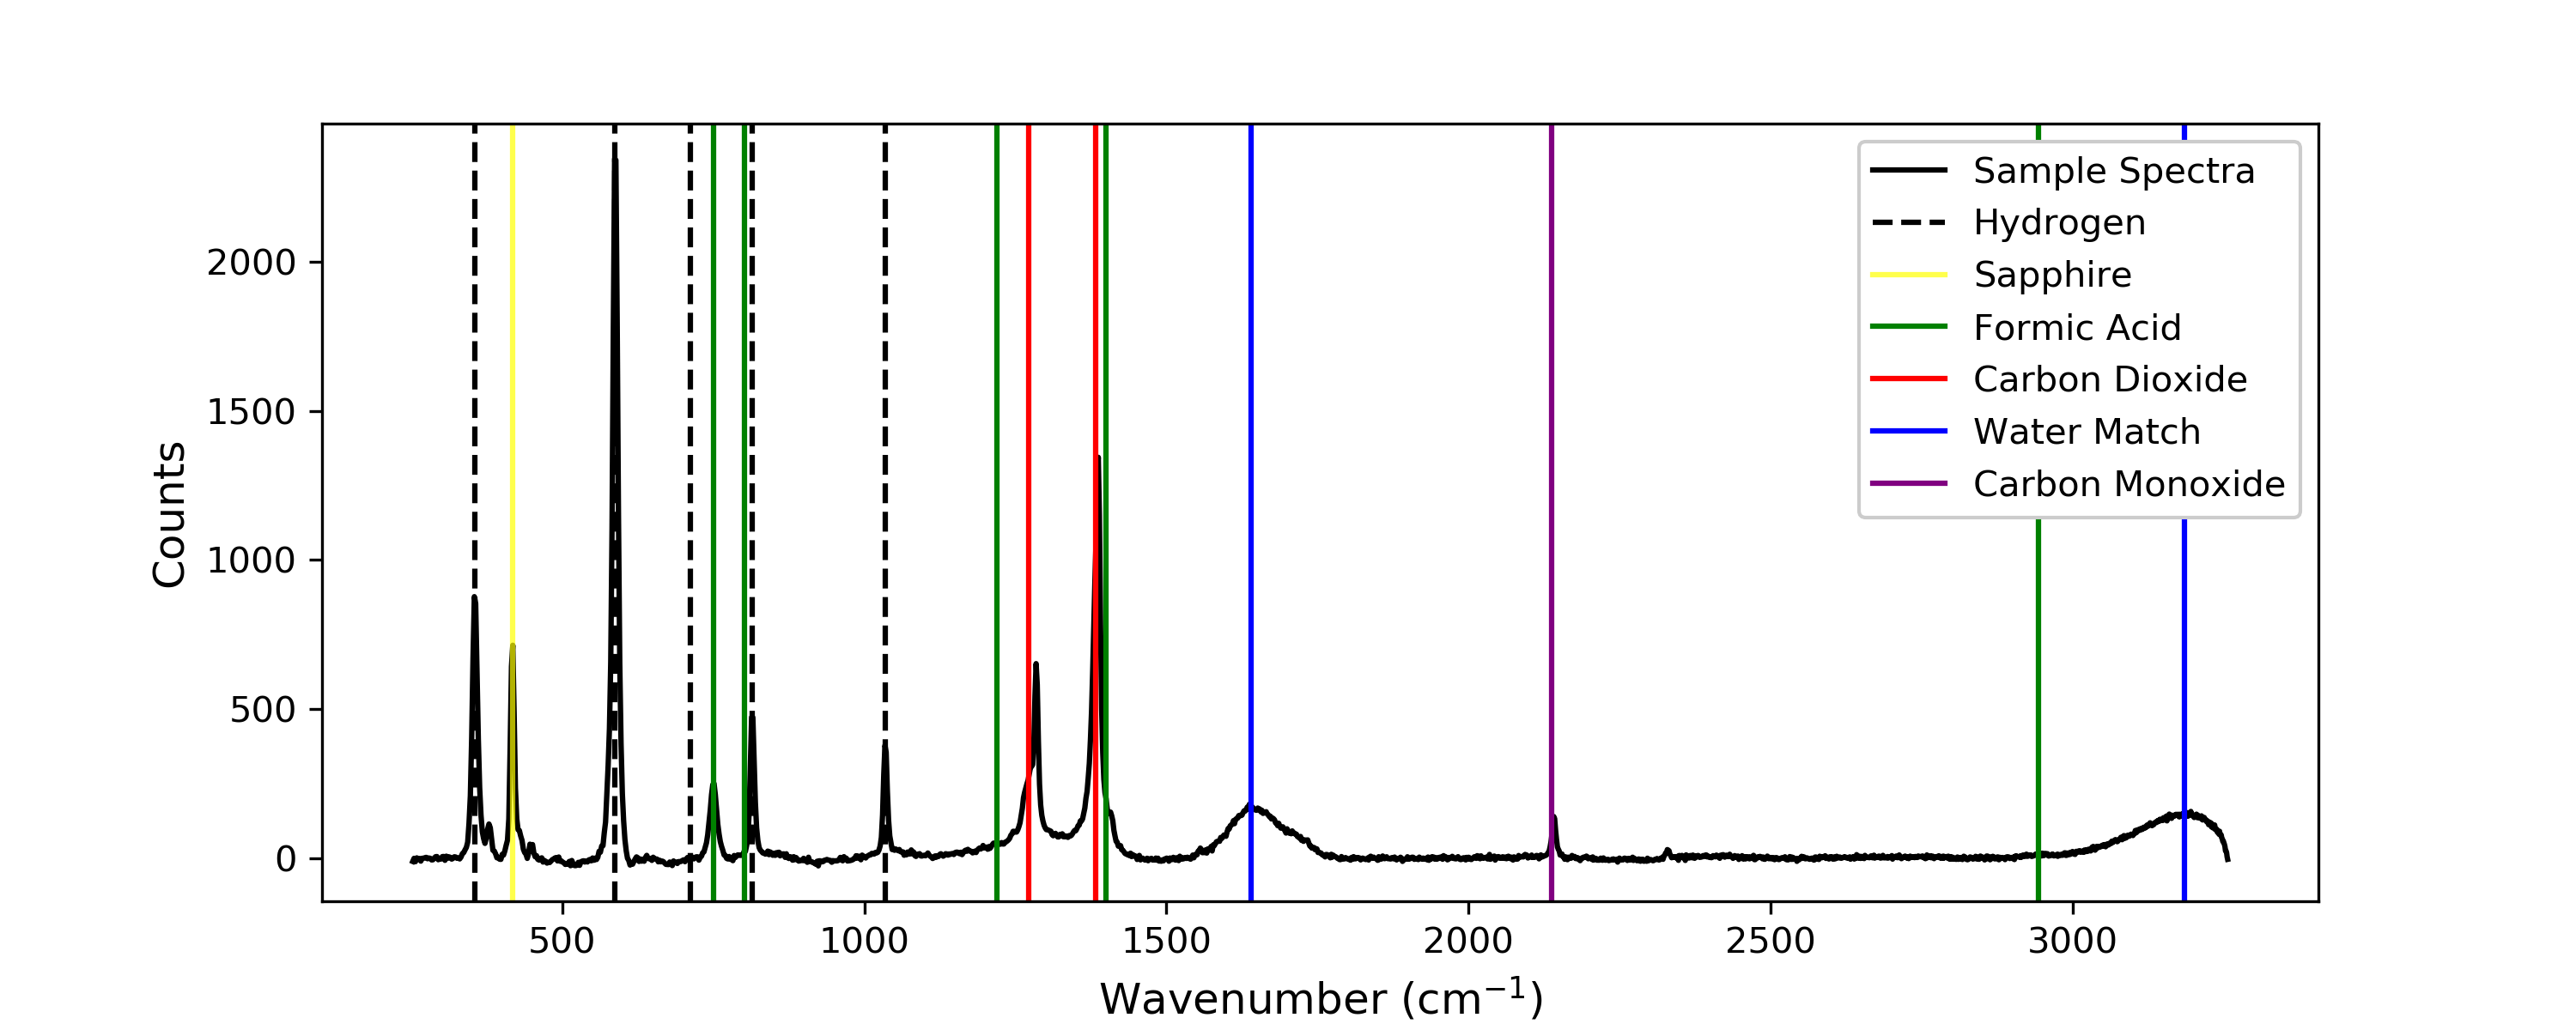 Sample Spectra
Hydrogen
Sapphire
Formic Acid
Carbon Dioxide
Water Match
Carbon Monoxide
2000
1500
1000
500
0
Counts
500 1000 1500 2000 2500 3000
Wavenumber (cm⁻¹)